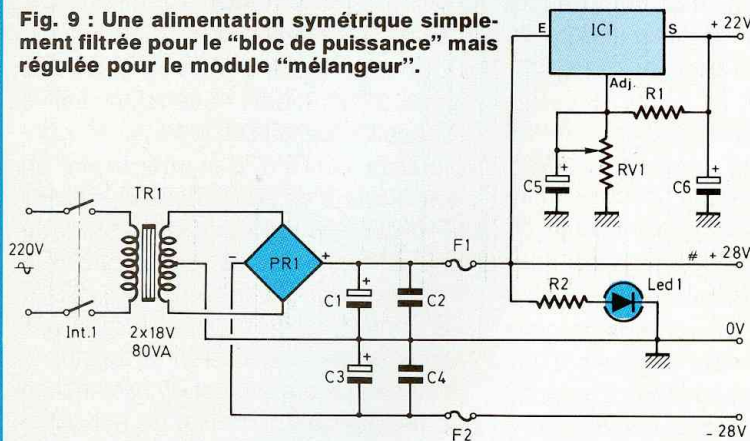 Fig. 9 : Une alimentation symétrique simple-
ment filtrée pour le “bloc de puissance” mais
régulée pour le module “mélangeur”.
E
IC1
S
+ 22V
Adj.
R1
C5
+
RV1
+
C6
TR1
220V
Int.1
2x18V
80VA
−
PR1
+
F1
# + 28V
+
C1
C2
R2
Led1
0V
+
C3
C4
F2
- 28V